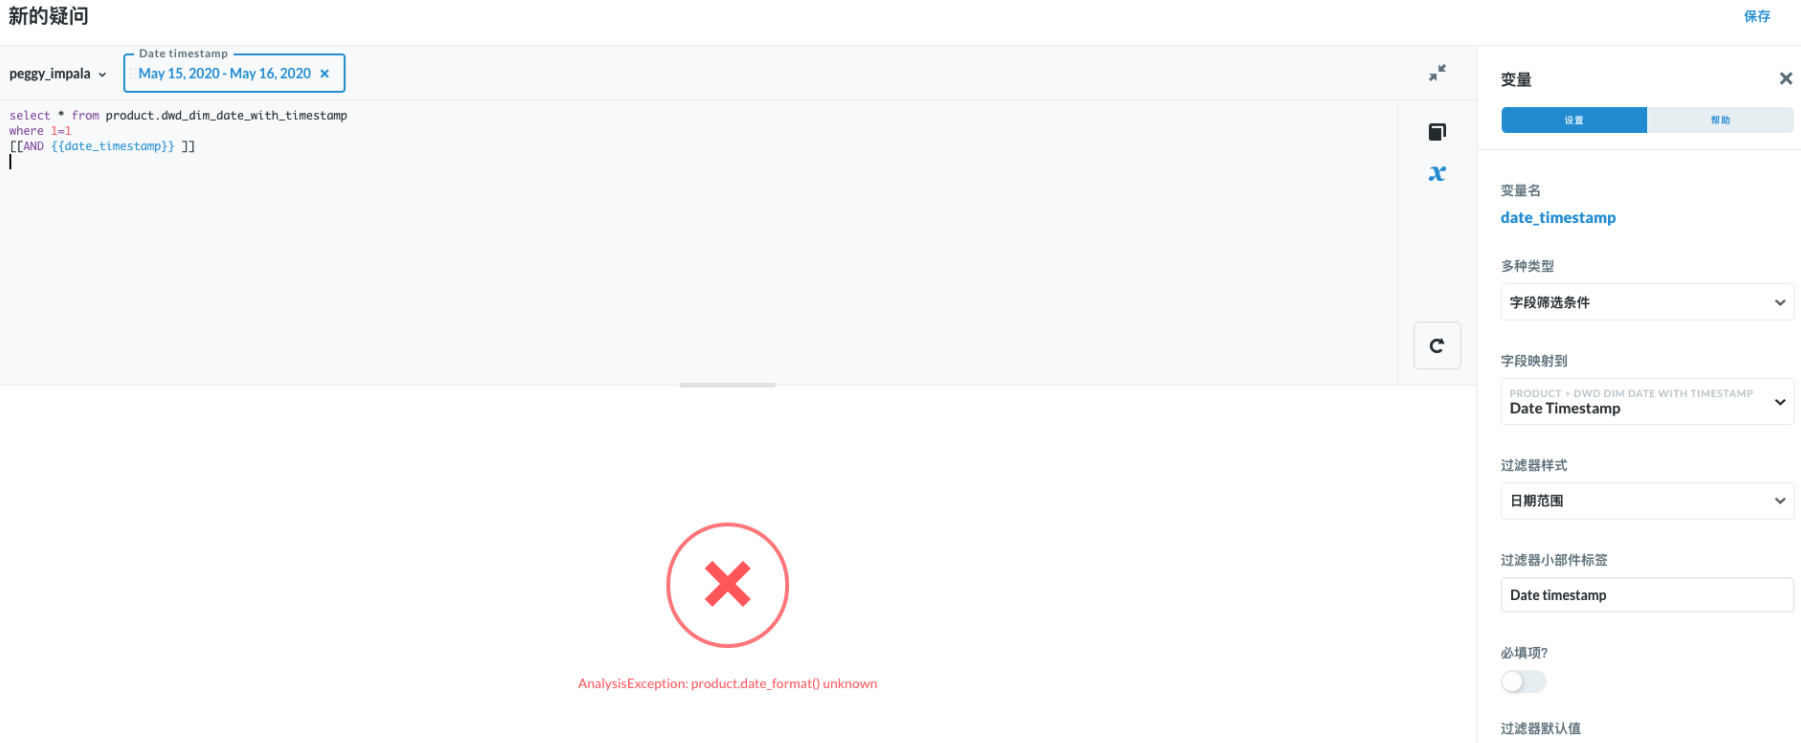 新的疑问
保存
Date timestamp
peggy_impala
May 15, 2020 - May 16, 2020
select * from product.dwd_dim_date_with_timestamp
where 1=1
[[AND {{date_timestamp}} ]]
AnalysisException: product.date_format() unknown
变量
设置
帮助
变量名
date_timestamp
多种类型
字段筛选条件
字段映射到
PRODUCT > DWD DIM DATE WITH TIMESTAMP
Date Timestamp
过滤器样式
日期范围
过滤器小部件标签
Date timestamp
必填项?
过滤器默认值